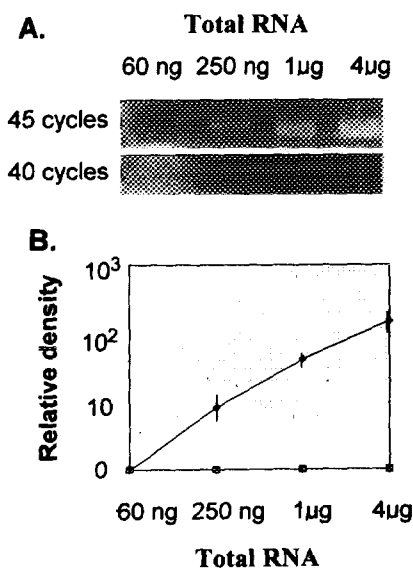 A.
Total RNA
60 ng 250 ng 1µg 4µg
45 cycles
40 cycles
B.
Relative density
10³
10²
10
0
60 ng 250 ng 1µg 4µg
Total RNA